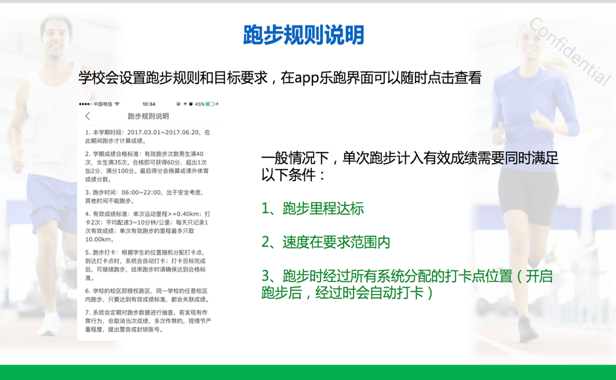 跑步规则说明
Confidential
学校会设置跑步规则和目标要求，在app乐跑界面可以随时点击查看
中国电信 10:34 45%
跑步规则说明
1. 本学期时段：2017.03.01~2017.06.20，在
此期间跑步才计算成绩。
2. 学期成绩合格标准：有效跑步次数男生满40
次，女生满35次。合格即可获得60分，超出1次
加2分，满分100分。最后得分会换算成课外体育
成绩分数。
3. 跑步时间：06:00~22:00，出于安全考虑，
其他时间不能跑步。
4. 有效成绩标准：单次运动里程>=0.40km；打
卡2次；平均配速3~10分钟/公里；每天只记录1
次有效成绩；单次有效跑步的里程最多只取
10.00km。
5. 跑步打卡：根据学生的位置随机分配打卡点，
到达打卡点时，系统会自动打卡；打卡目标完成
后，可继续跑步，结束跑步时请确保达到合格标
准。
6. 学校的校区即授权跑区，同一学校的任意校区
内跑步，只要达到有效成绩标准，都会关联成绩。
7. 系统会定期对跑步数据进行抽查，若发现有作
弊行为，会取消当次成绩，多次作弊的，视情节严
重程度，提出警告或封锁账号。
一般情况下，单次跑步计入有效成绩需要同时满足
以下条件：
1、跑步里程达标
2、速度在要求范围内
3、跑步时经过所有系统分配的打卡点位置（开启
跑步后，经过时会自动打卡）